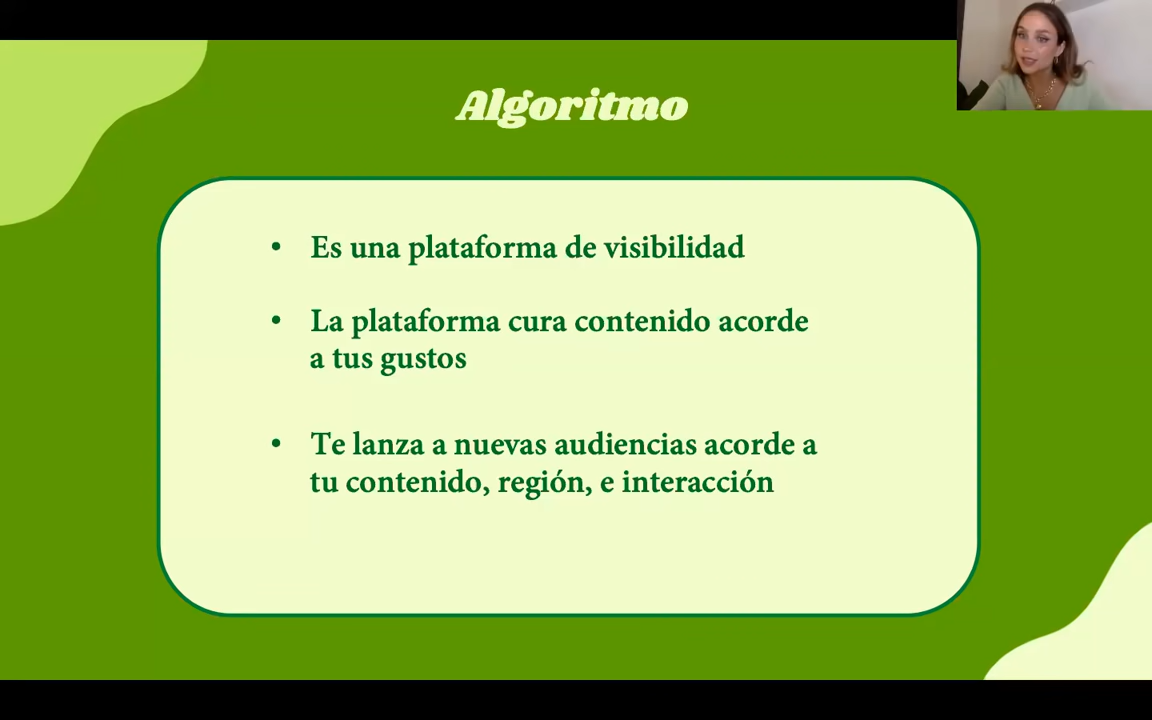 Algoritmo
• Es una plataforma de visibilidad
• La plataforma cura contenido acorde
a tus gustos
• Te lanza a nuevas audiencias acorde a
tu contenido, región, e interacción